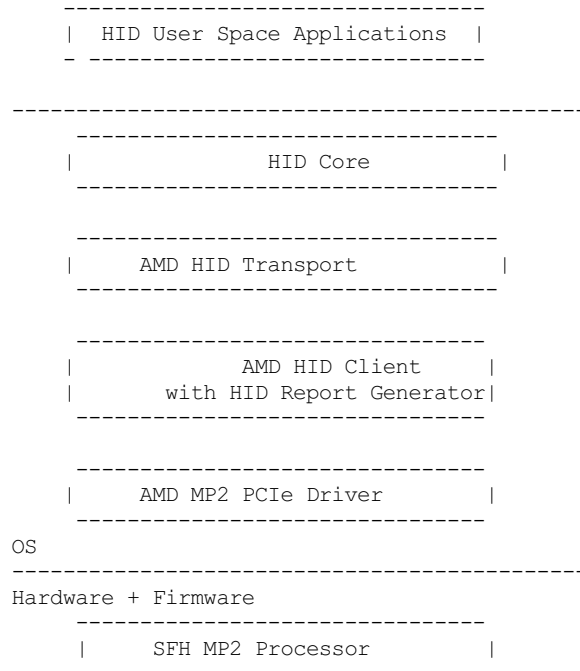 ---------------------------------
| HID User Space Applications |
- -------------------------------
---------------------------------------------
---------------------------------
| HID Core |
---------------------------------
---------------------------------
| AMD HID Transport |
---------------------------------
--------------------------------
| AMD HID Client |
| with HID Report Generator|
--------------------------------
--------------------------------
| AMD MP2 PCIe Driver |
--------------------------------
OS
---------------------------------------------
Hardware + Firmware
--------------------------------
| SFH MP2 Processor |